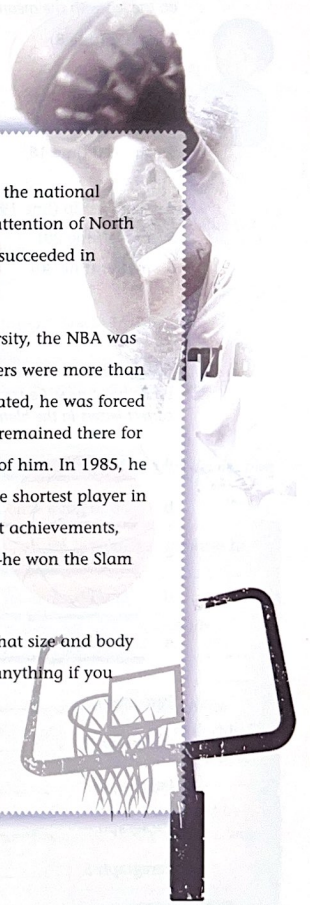 the national
attention of North
succeeded in
rsity, the NBA was
ers were more than
ated, he was forced
remained there for
of him. In 1985, he
e shortest player in
t achievements,
he won the Slam
hat size and body
anything if you